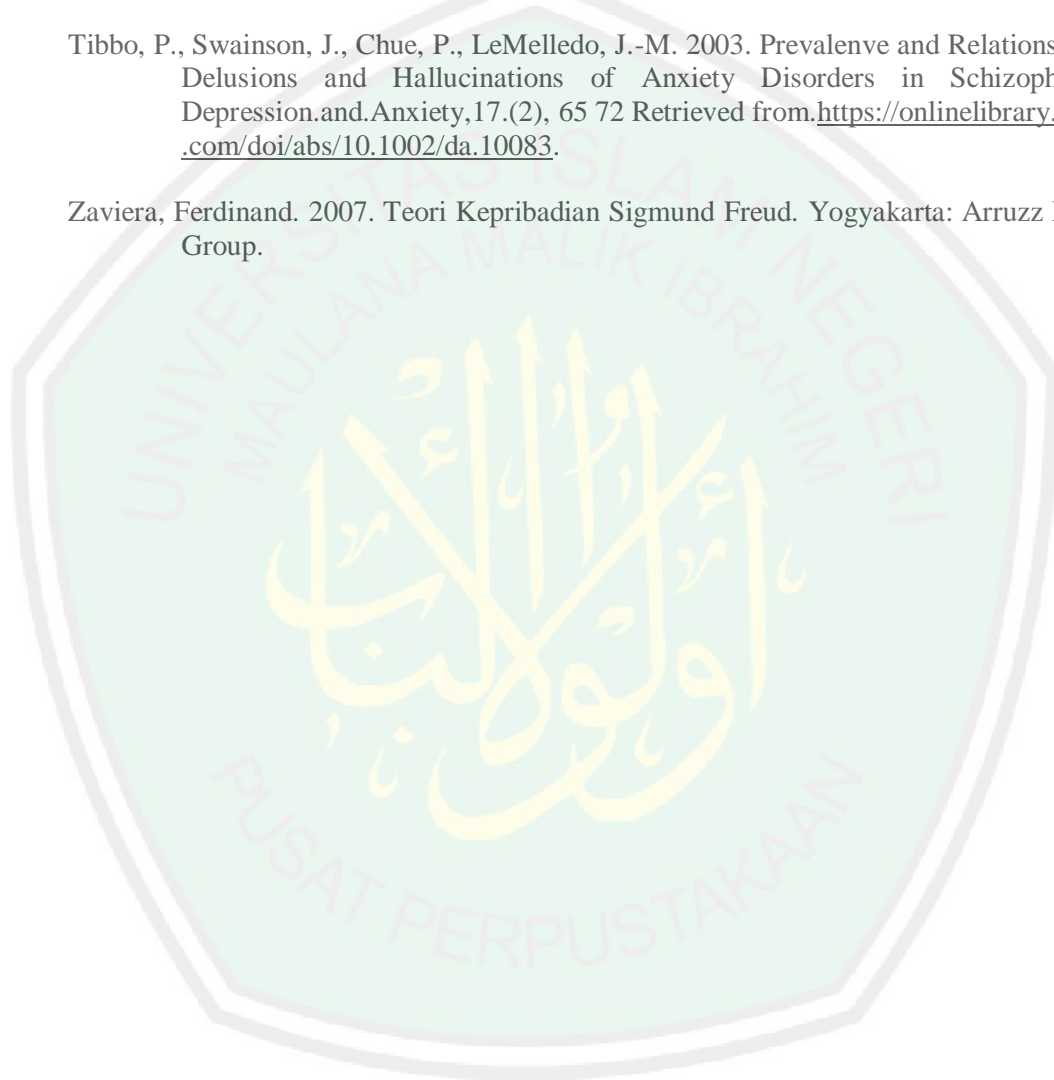 Tibbo, P., Swainson, J., Chue, P., LeMelledo, J.-M. 2003. Prevalenve and Relations
Delusions and Hallucinations of Anxiety Disorders in Schizoph
Depression.and.Anxiety,17.(2), 65 72 Retrieved from.https://onlinelibrary.
.com/doi/abs/10.1002/da.10083.
Zaviera, Ferdinand. 2007. Teori Kepribadian Sigmund Freud. Yogyakarta: Arruzz
Group.
UNIVERSITAS ISLAM NEGERI
MAULANA MALIK IBRAHIM
أولوا الألباب
PUSAT PERPUSTAKAAN